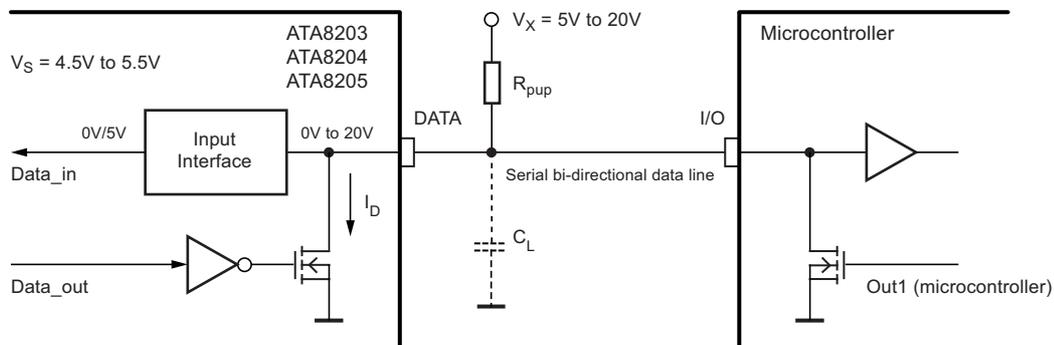 V_X = 5V to 20V
ATA8203
ATA8204
ATA8205
Microcontroller
V_S = 4.5V to 5.5V
R_pup
DATA
I/O
0V/5V
Input
Interface
0V to 20V
Data_in
Serial bi-directional data line
I_D
C_L
Data_out
Out1 (microcontroller)